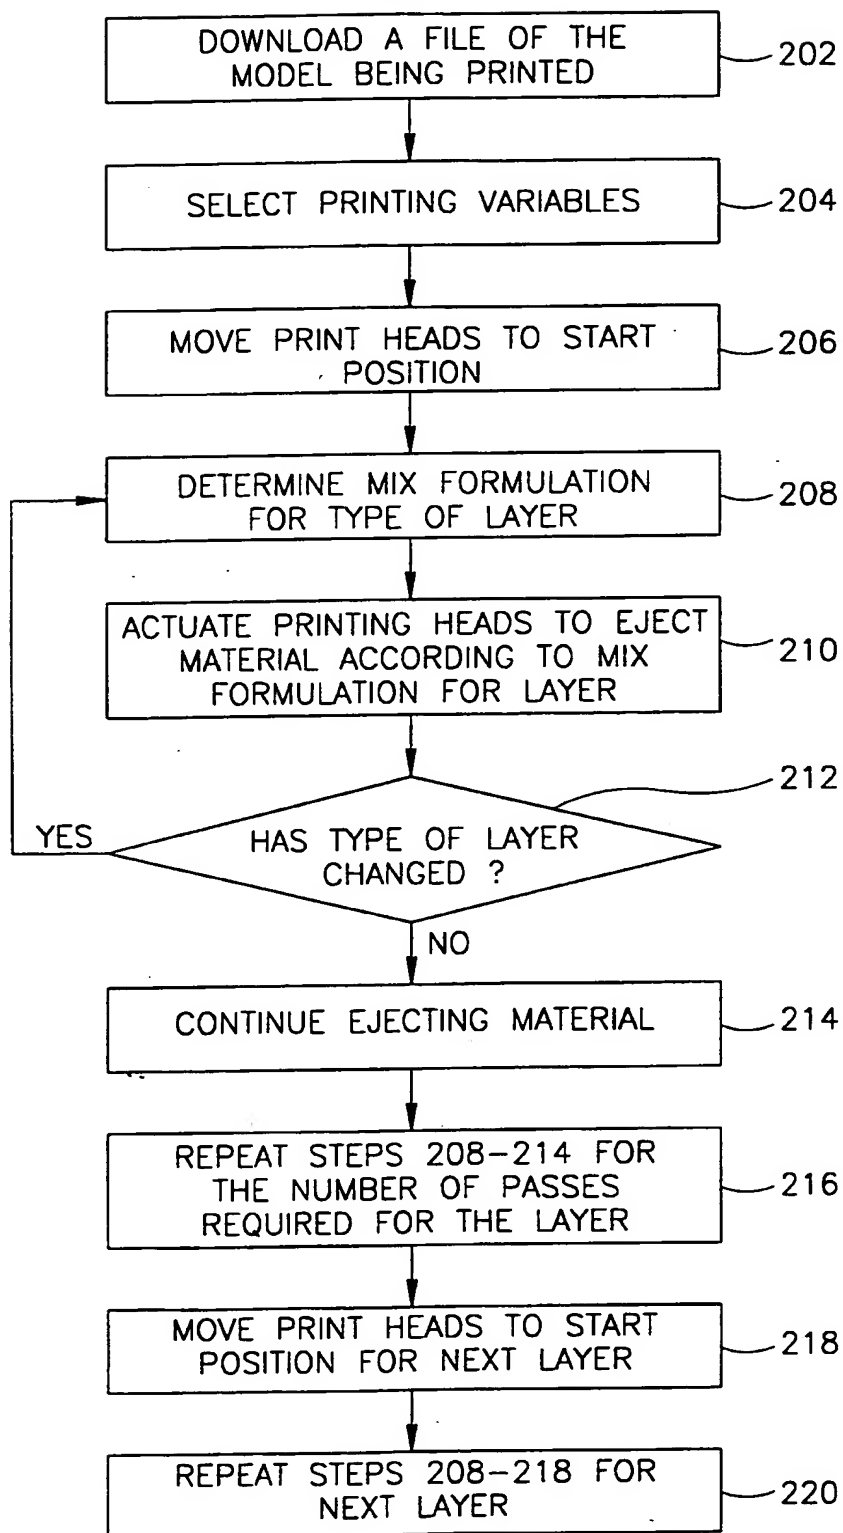 DOWNLOAD A FILE OF THE
MODEL BEING PRINTED
202
SELECT PRINTING VARIABLES
204
MOVE PRINT HEADS TO START
POSITION
206
DETERMINE MIX FORMULATION
FOR TYPE OF LAYER
208
ACTUATE PRINTING HEADS TO EJECT
MATERIAL ACCORDING TO MIX
FORMULATION FOR LAYER
210
212
YES
HAS TYPE OF LAYER
CHANGED ?
NO
CONTINUE EJECTING MATERIAL
214
REPEAT STEPS 208-214 FOR
THE NUMBER OF PASSES
REQUIRED FOR THE LAYER
216
MOVE PRINT HEADS TO START
POSITION FOR NEXT LAYER
218
REPEAT STEPS 208-218 FOR
NEXT LAYER
220